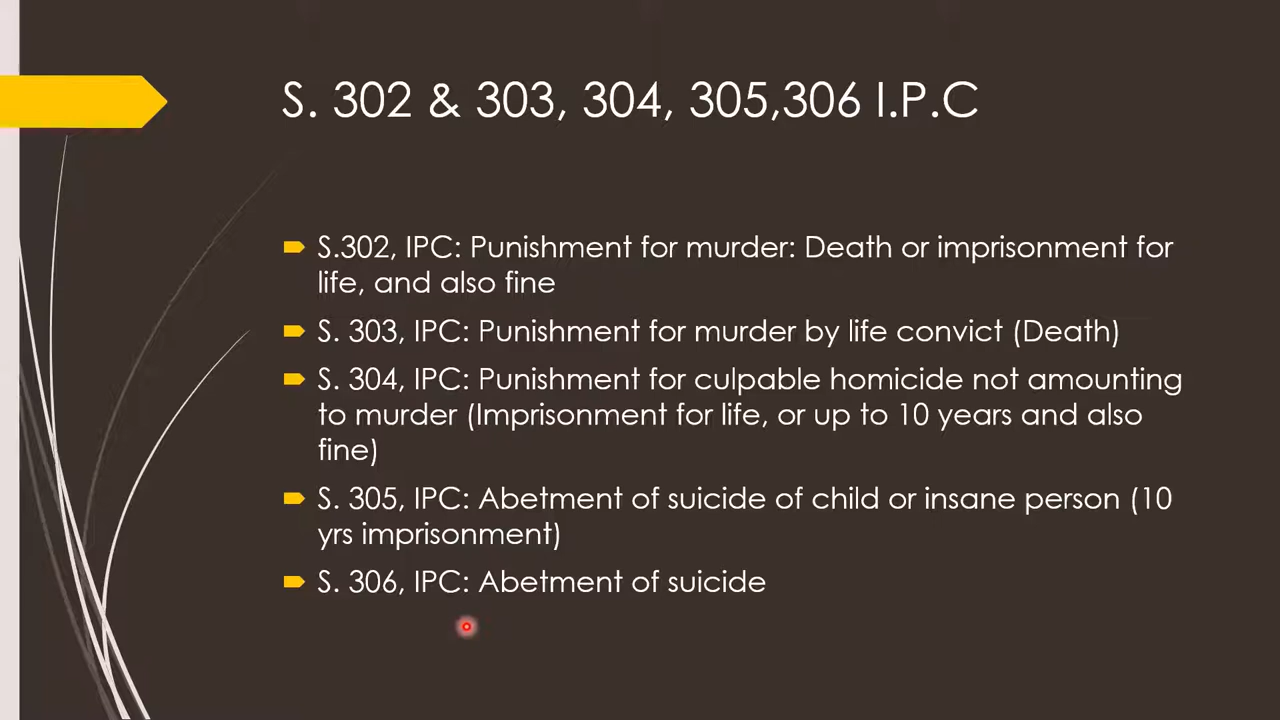 S. 302 & 303, 304, 305,306 I.P.C
S.302, IPC: Punishment for murder: Death or imprisonment for
life, and also fine
S. 303, IPC: Punishment for murder by life convict (Death)
S. 304, IPC: Punishment for culpable homicide not amounting
to murder (Imprisonment for life, or up to 10 years and also
fine)
S. 305, IPC: Abetment of suicide of child or insane person (10
yrs imprisonment)
S. 306, IPC: Abetment of suicide